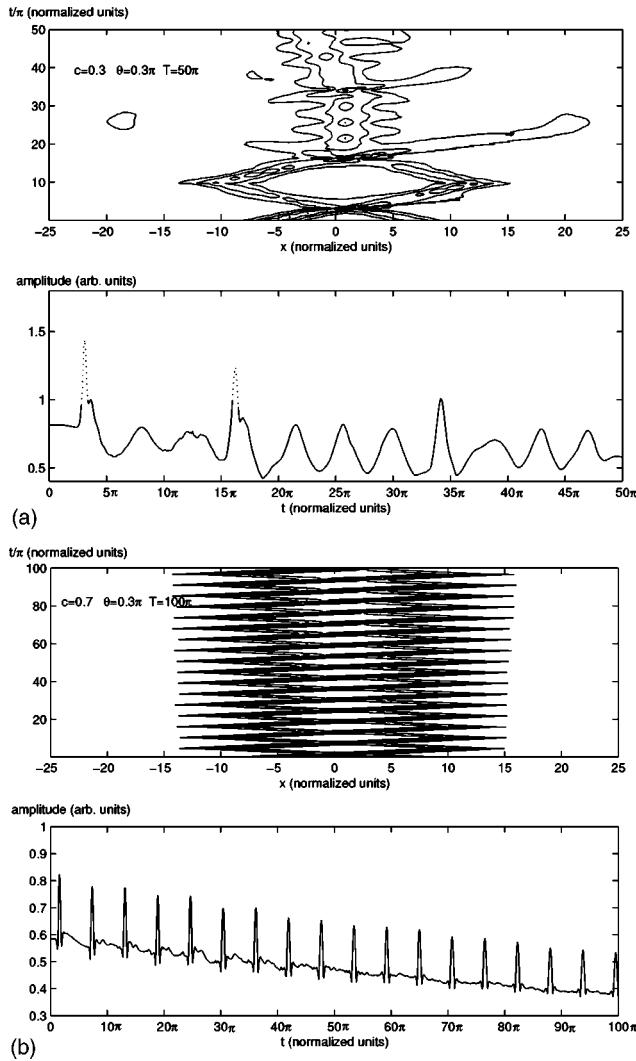 t/π (normalized units)
50
40
30
20
10
c=0.3 θ=0.3π T=50π
−25 −20 −15 −10 −5 0 5 10 15 20 25
x (normalized units)
amplitude (arb. units)
1.5
1
0.5
0 5π 10π 15π 20π 25π 30π 35π 40π 45π 50π
t (normalized units)
(a)
t/π (normalized units)
100
80
60
40
20
c=0.7 θ=0.3π T=100π
−25 −20 −15 −10 −5 0 5 10 15 20 25
x (normalized units)
amplitude (arb. units)
1
0.9
0.8
0.7
0.6
0.5
0.4
0.3
0 10π 20π 30π 40π 50π 60π 70π 80π 90π 100π
t (normalized units)
(b)